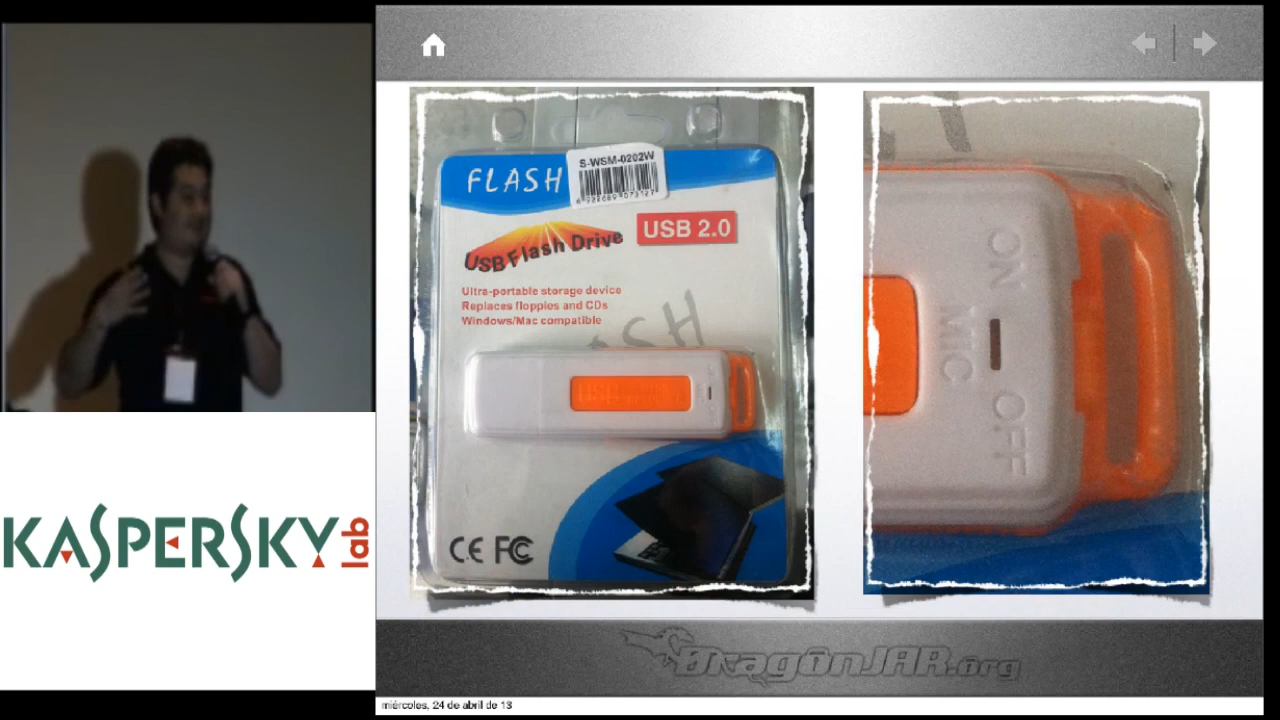 FLASH
S-WSM-0202W
USB Flash Drive
USB 2.0
Ultra-portable storage device
Replaces floppies and CDs
Windows/Mac compatible
ASH
CE FC
ON
MIC
OFF
KASPERSKY lab
DragonJAR.org
miércoles, 24 de abril de 13